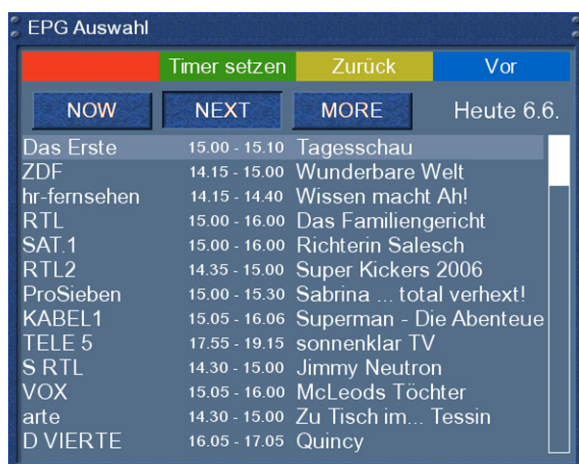 EPG Auswahl
Timer setzen Zurück Vor
NOW NEXT MORE Heute 6.6.
Das Erste 15.00 - 15.10 Tagesschau
ZDF 14.15 - 15.00 Wunderbare Welt
hr-fernsehen 14.15 - 14.40 Wissen macht Ah!
RTL 15.00 - 16.00 Das Familiengericht
SAT.1 15.00 - 16.00 Richterin Salesch
RTL2 14.35 - 15.00 Super Kickers 2006
ProSieben 15.00 - 15.30 Sabrina ... total verhext!
KABEL1 15.05 - 16.06 Superman - Die Abenteue
TELE 5 17.55 - 19.15 sonnenklar TV
S RTL 14.30 - 15.00 Jimmy Neutron
VOX 15.05 - 16.00 McLeods Töchter
arte 14.30 - 15.00 Zu Tisch im... Tessin
D VIERTE 16.05 - 17.05 Quincy